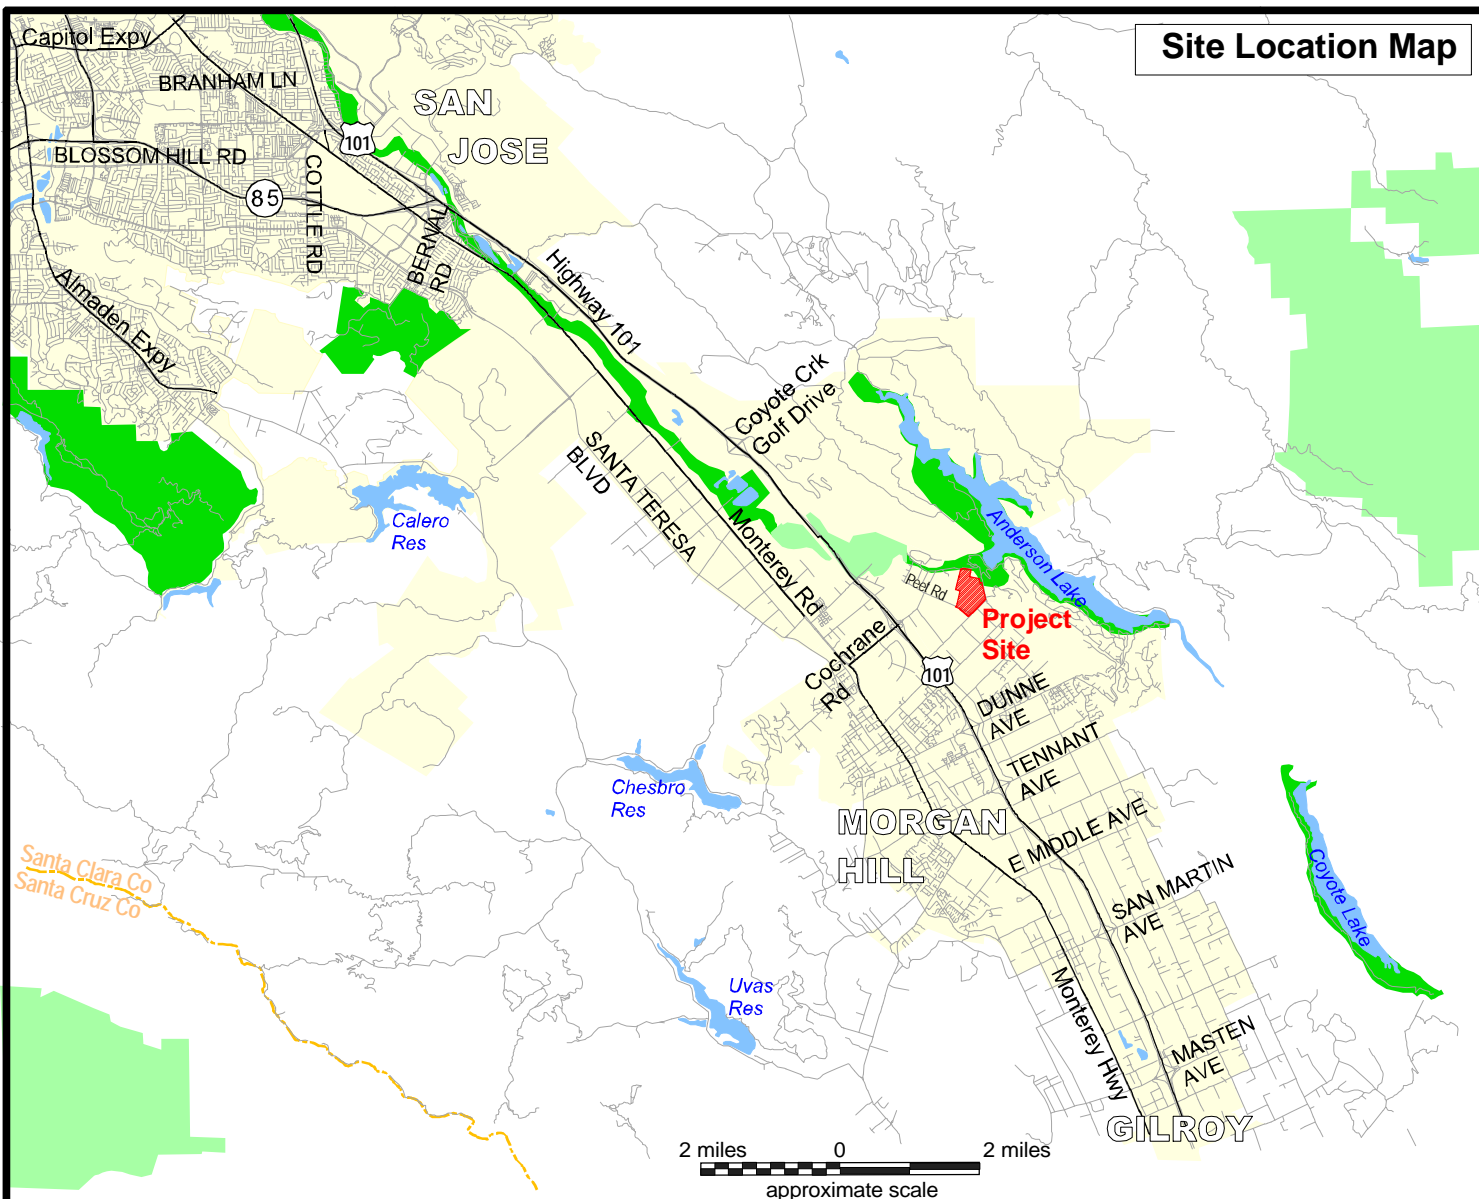 Site Location Map
Capitol Expy
BRANHAM LN
SAN
JOSE
101
BLOSSOM HILL RD
85
COTTLE RD
BERNAL
RD
Highway 101
Almaden Expy
Coyote Crk
Golf Drive
SANTA TERESA
BLVD
Calero
Res
Monterey Rd
Anderson Lake
Peet Rd
Project
Site
Cochrane
Rd
101
DUNNE
AVE
TENNANT
AVE
Chesbro
Res
MORGAN
HILL
E MIDDLE AVE
Santa Clara Co
Santa Cruz Co
SAN MARTIN
AVE
Coyote Lake
Uvas
Res
Monterey Hwy
MASTEN
AVE
GILROY
2 miles 0 2 miles
approximate scale